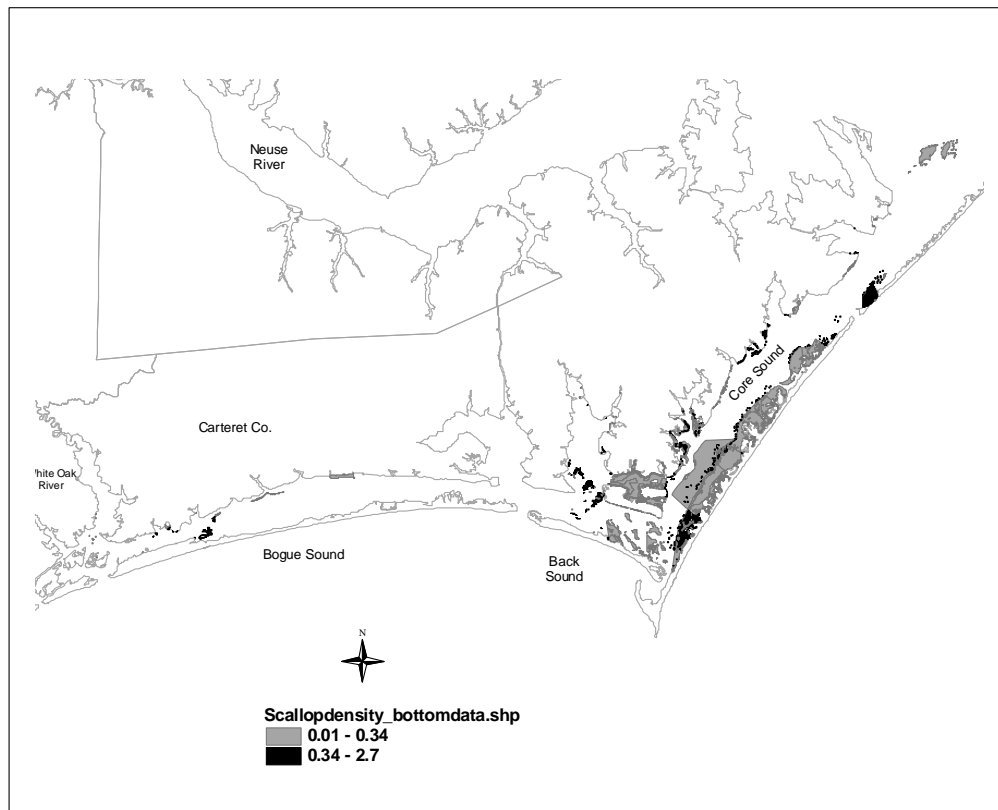 Neuse
River
Core Sound
Carteret Co.
White Oak
River
Bogue Sound
Back
Sound
N
Scallopdensity_bottomdata.shp
0.01 - 0.34
0.34 - 2.7